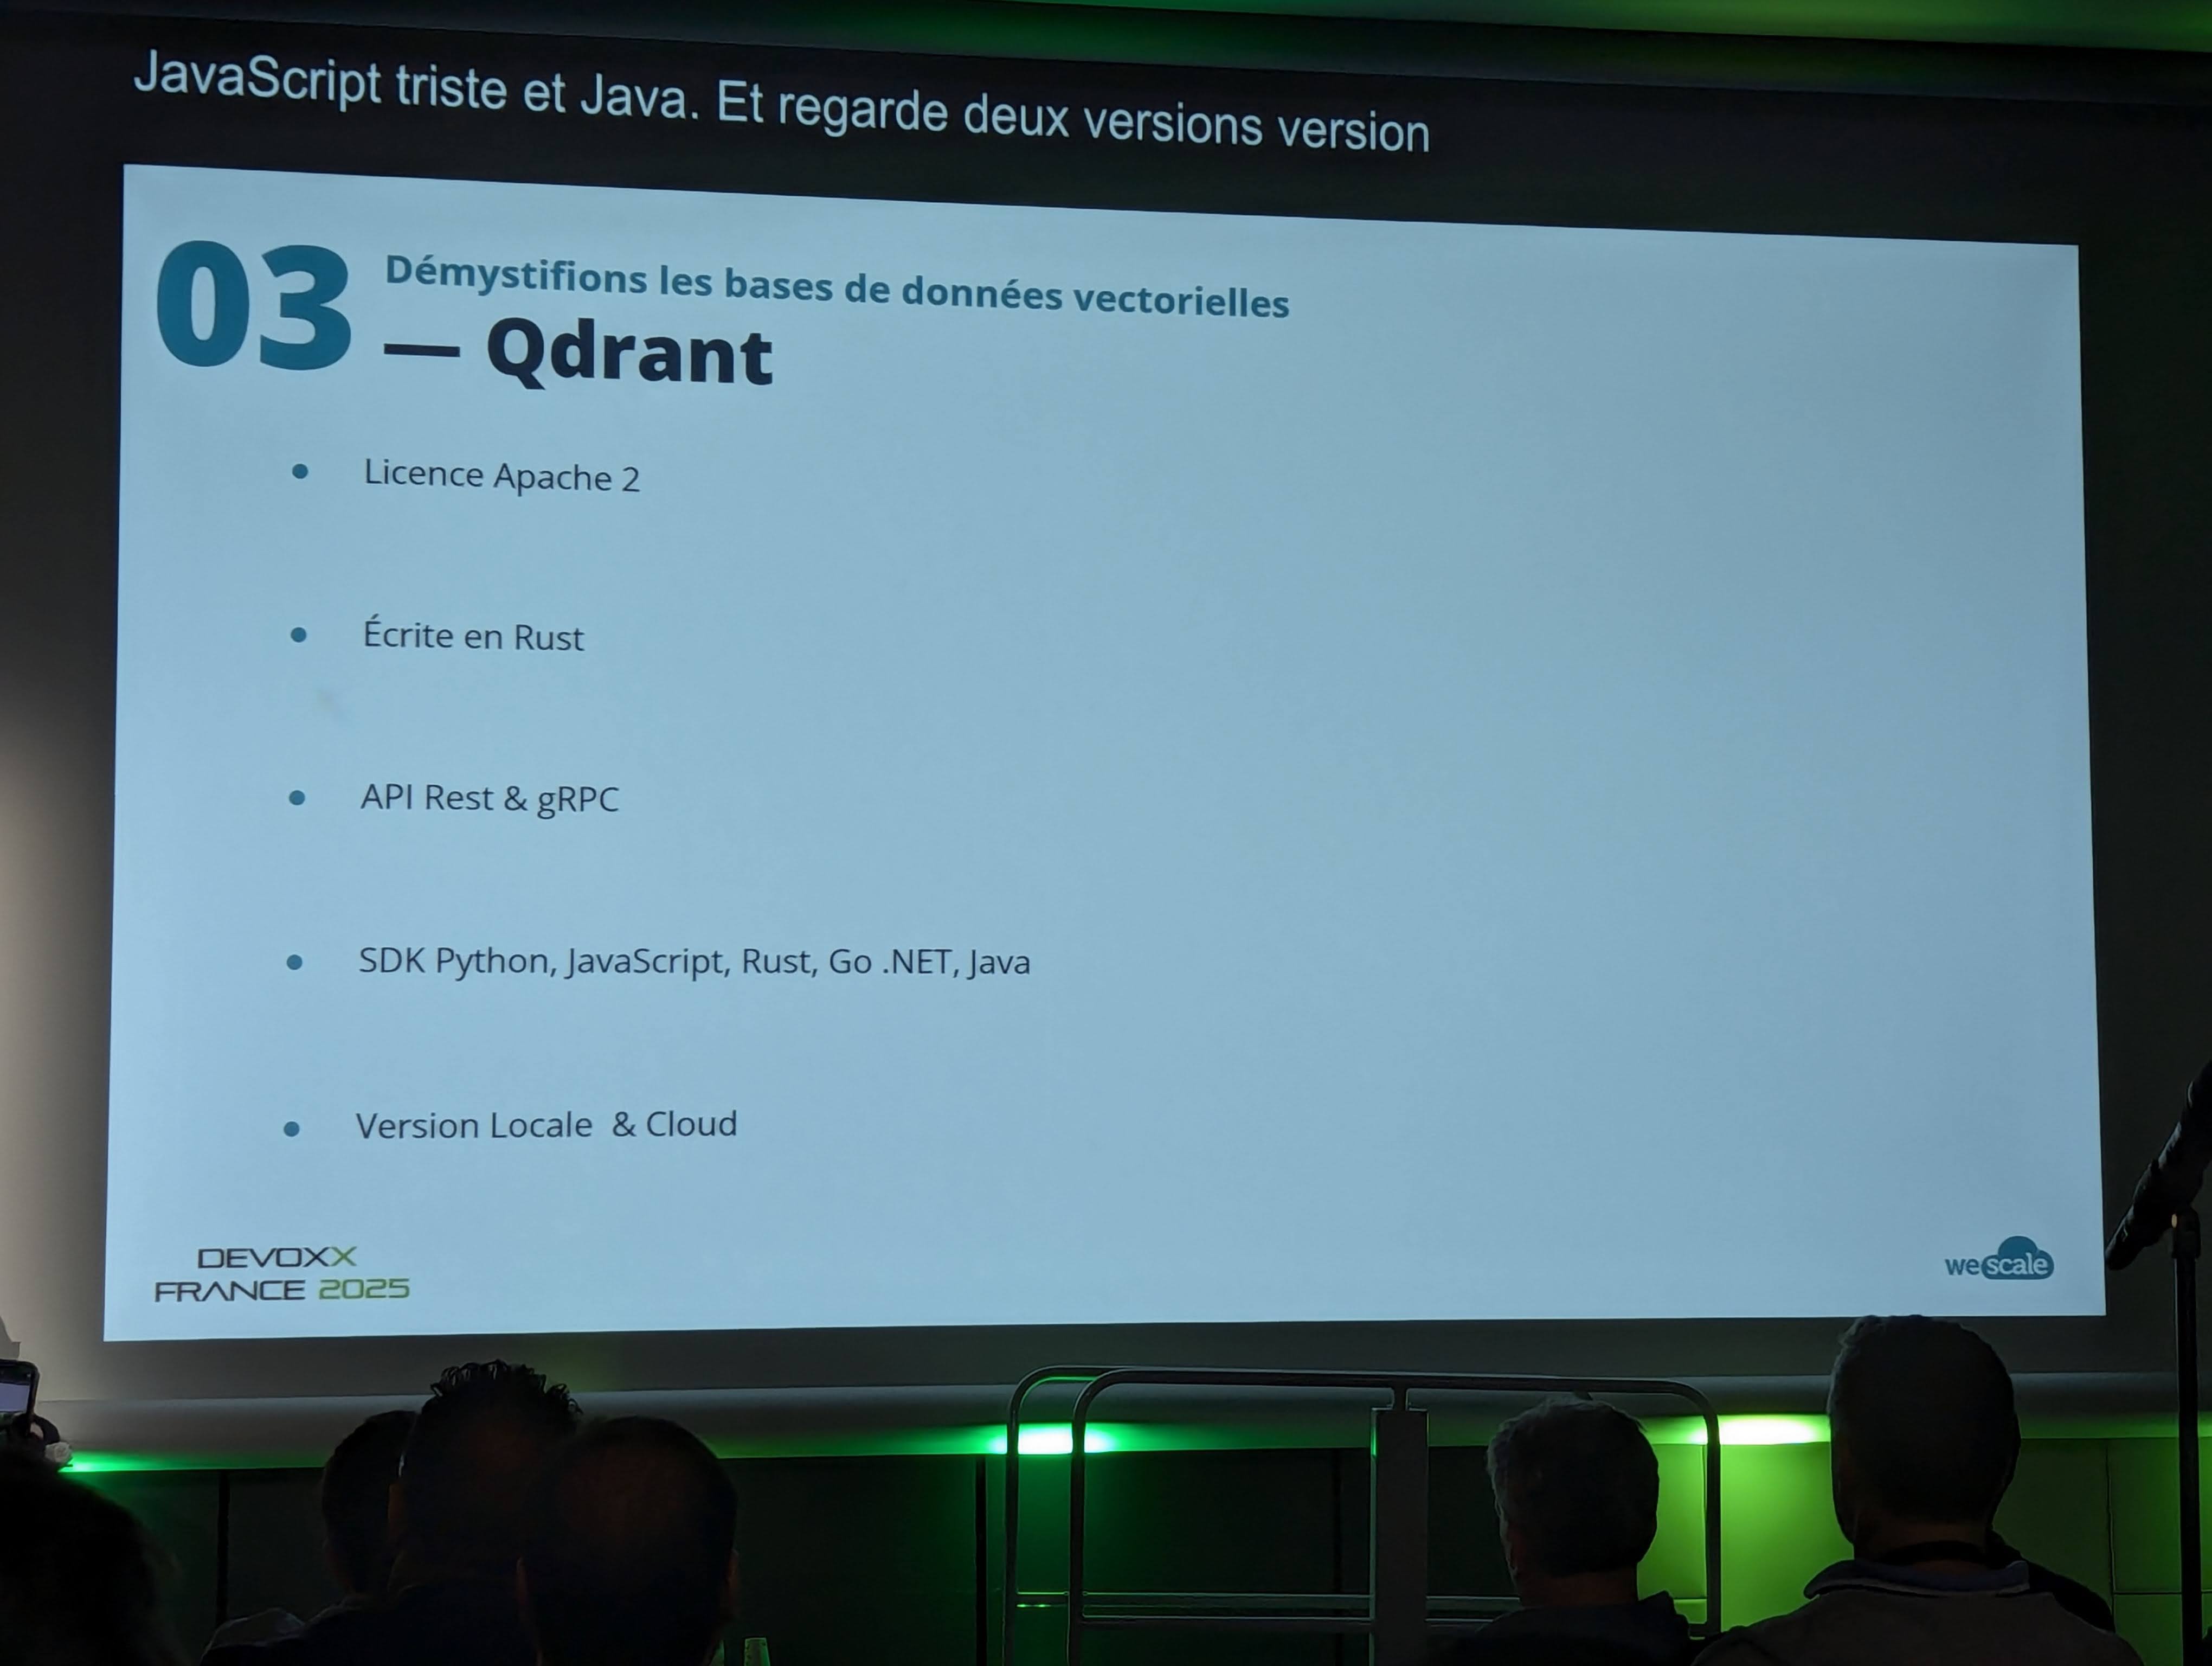 JavaScript triste et Java. Et regarde deux versions version
03
Démystifions les bases de données vectorielles
— Qdrant
• Licence Apache 2
• Écrite en Rust
• API Rest & gRPC
• SDK Python, JavaScript, Rust, Go .NET, Java
• Version Locale & Cloud
DEVOXX
FRANCE 2025
wescale